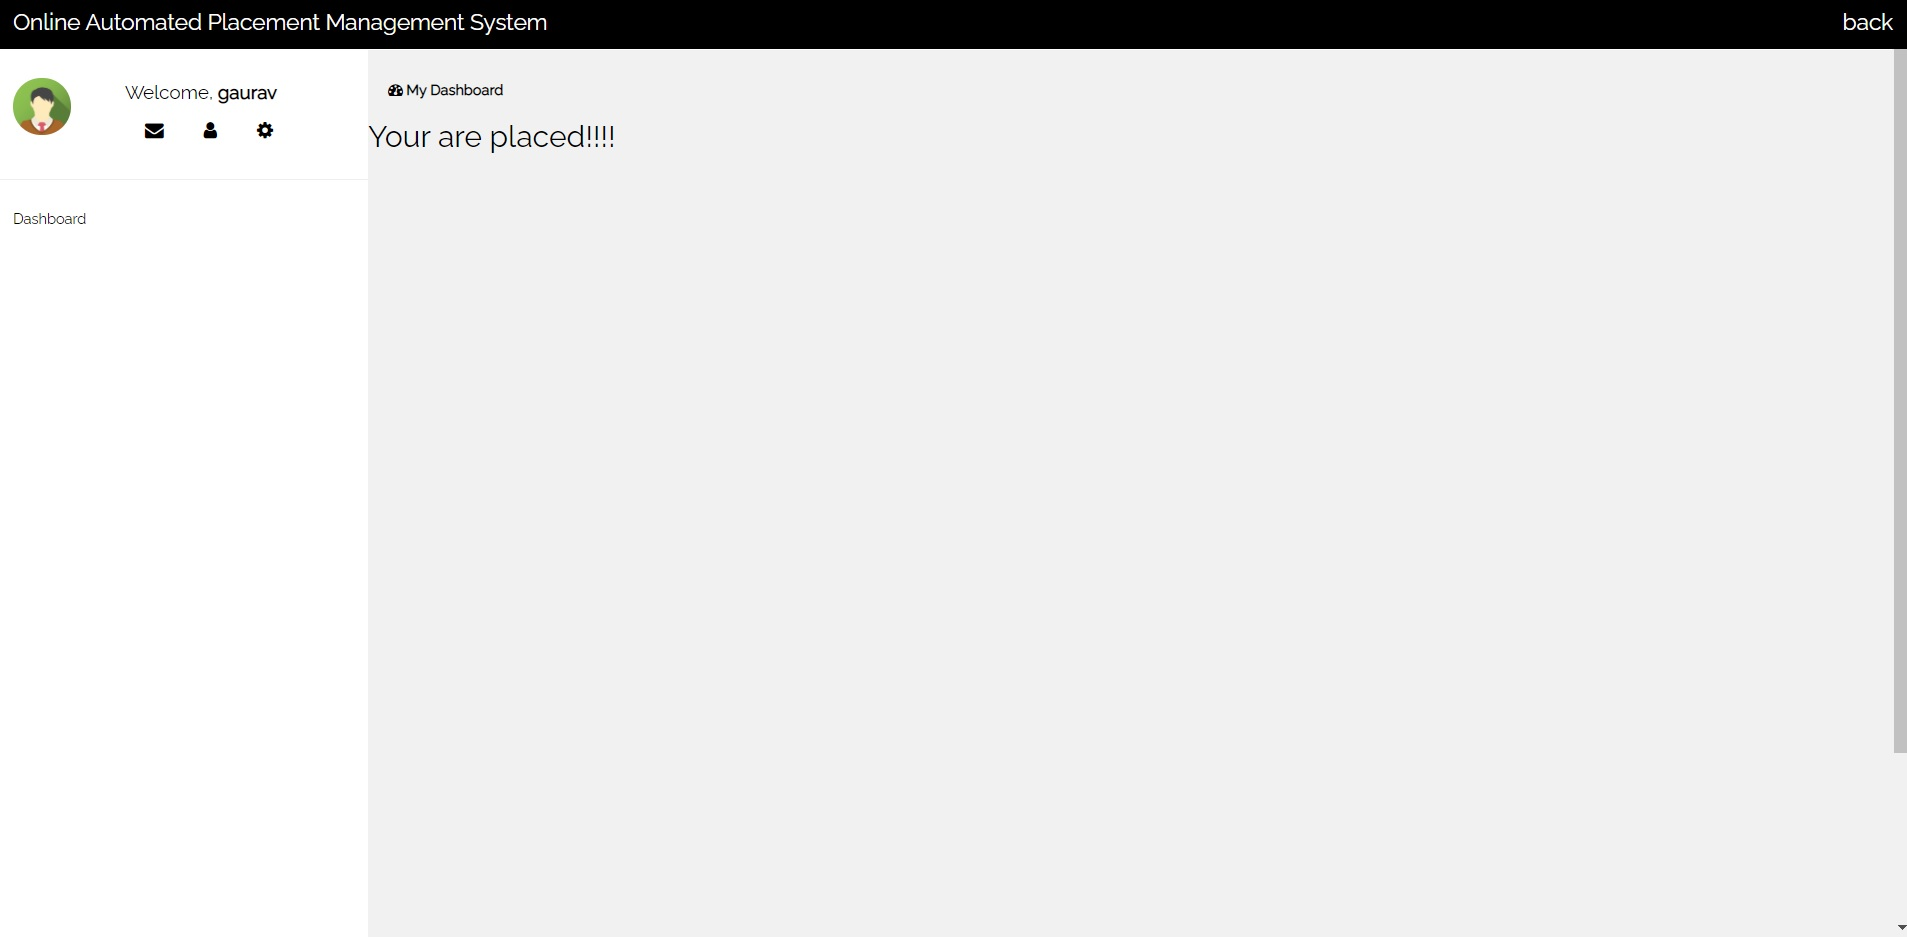 Online Automated Placement Management System
back
Welcome, gaurav
My Dashboard
Your are placed!!!!
Dashboard